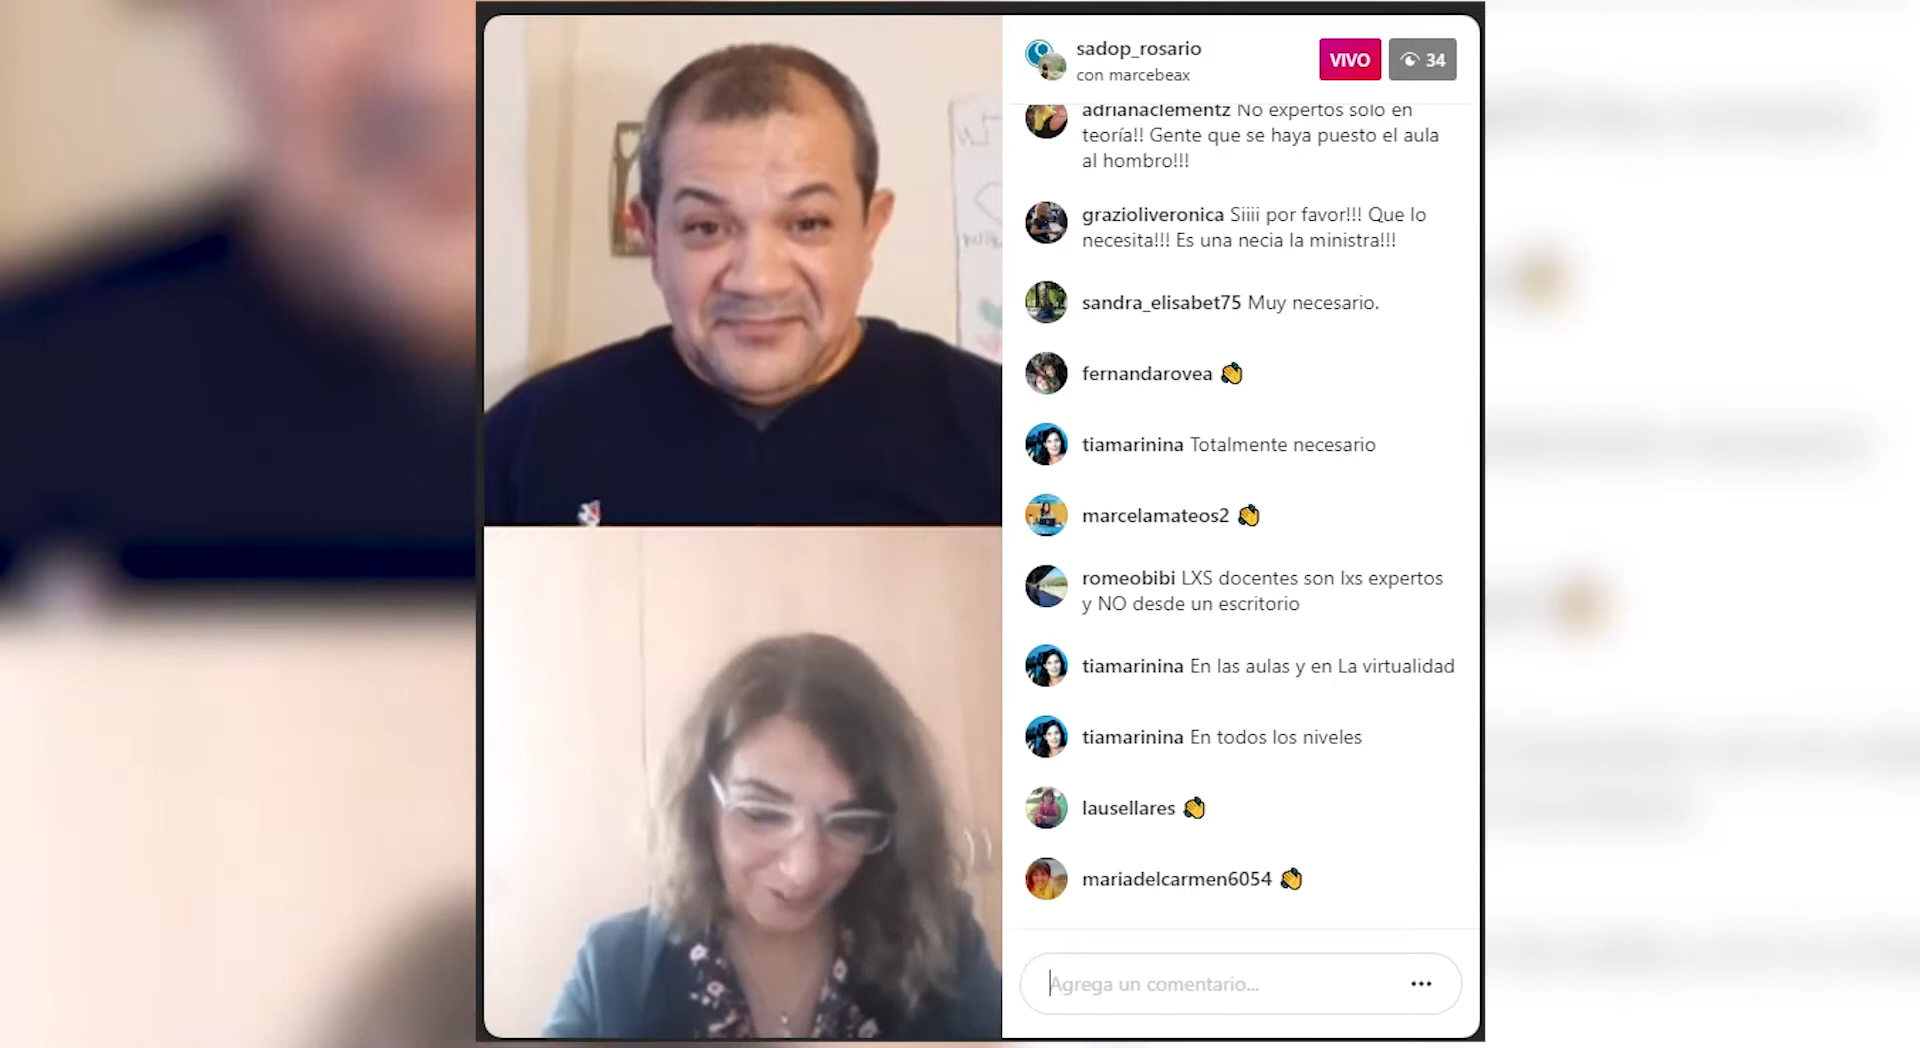 sadop_rosario
con marcebeax
VIVO
34
adrianaclementz No expertos solo en
teoría!! Gente que se haya puesto el aula
al hombro!!!
grazioliveronica Siiii por favor!!! Que lo
necesita!!! Es una necia la ministra!!!
sandra_elisabet75 Muy necesario.
fernandarovea 👏
tiamarinina Totalmente necesario
marcelamateos2 👏
romeobibi LXS docentes son lxs expertos
y NO desde un escritorio
tiamarinina En las aulas y en La virtualidad
tiamarinina En todos los niveles
lausellares 👏
mariadelcarmen6054 👏
Agrega un comentario...